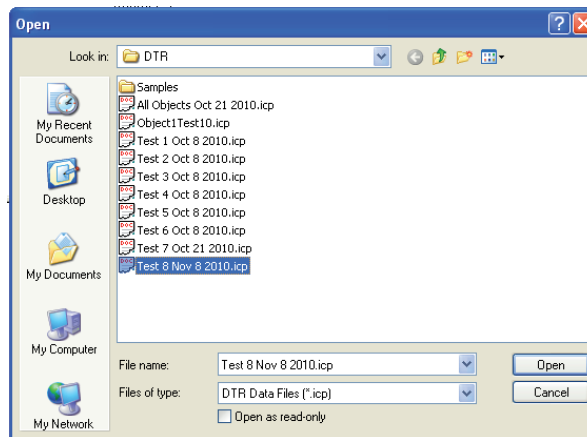 Open
Look in: DTR
Samples
All Objects Oct 21 2010.icp
Object1Test10.icp
Test 1 Oct 8 2010.icp
Test 2 Oct 8 2010.icp
Test 3 Oct 8 2010.icp
Test 4 Oct 8 2010.icp
Test 5 Oct 8 2010.icp
Test 6 Oct 8 2010.icp
Test 7 Oct 21 2010.icp
Test 8 Nov 8 2010.icp
My Recent
Documents
Desktop
My Documents
My Computer
My Network
File name: Test 8 Nov 8 2010.icp Open
Files of type: DTR Data Files (*.icp) Cancel
Open as read-only